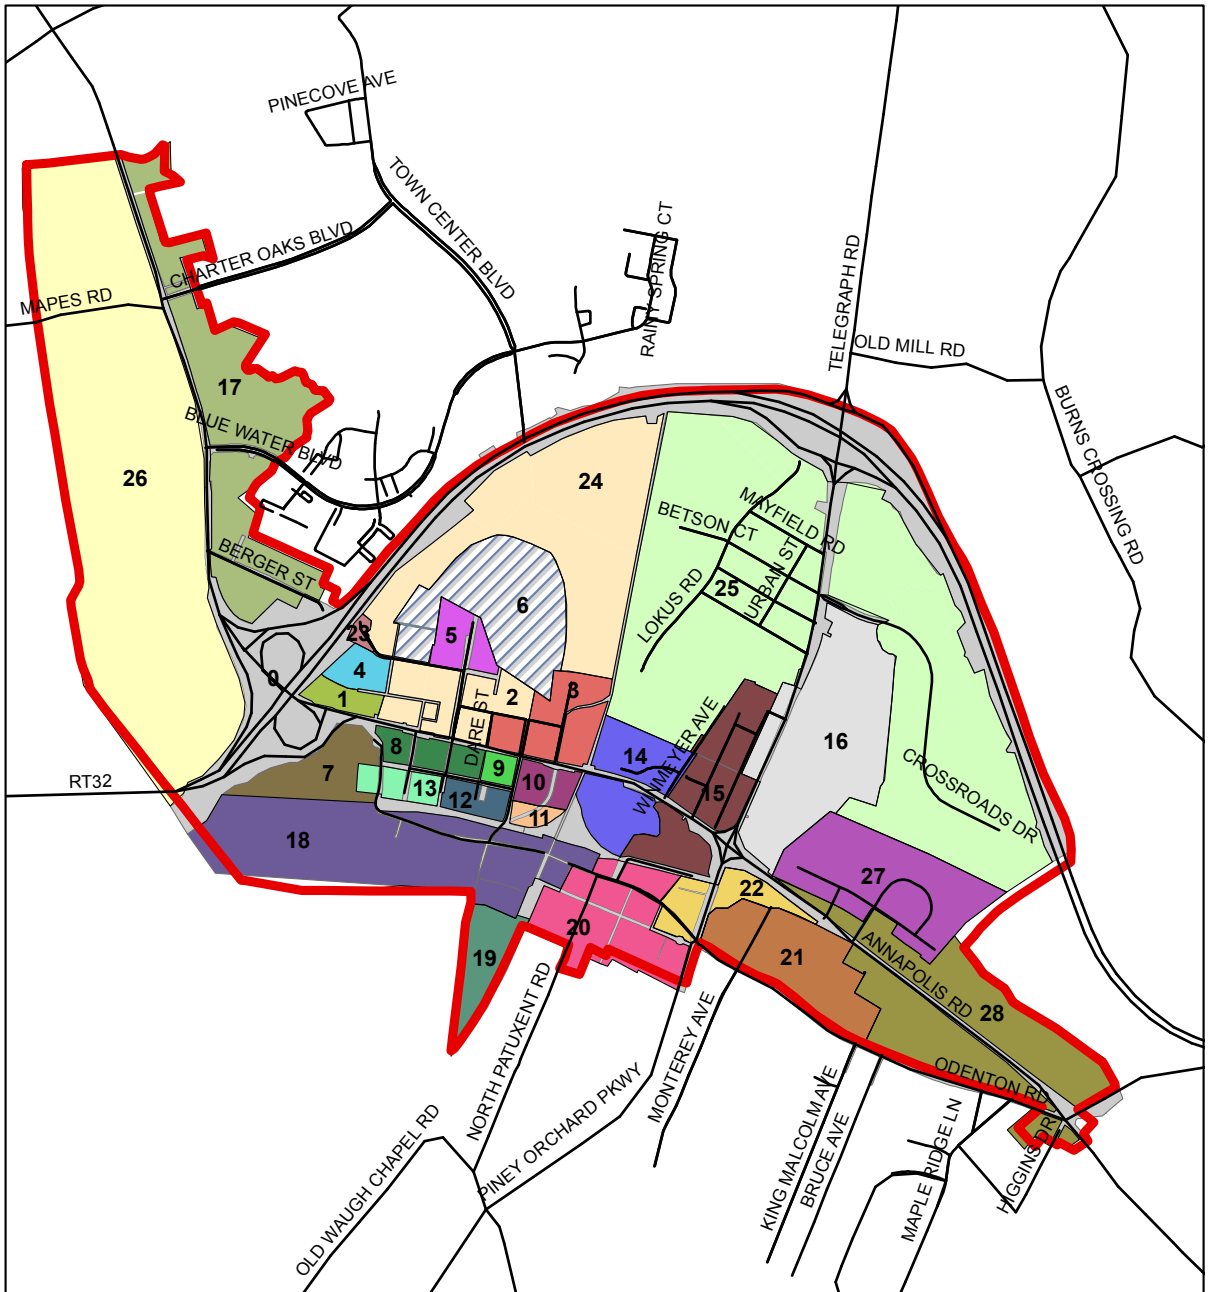 PINECOVE AVE
TOWN CENTER BLVD
RAINY SPRING CT
TELEGRAPH RD
CHARTER OAKS BLVD
MAPES RD
OLD MILL RD
17
BLUE WATER BLVD
BURNS CROSSING RD
26
24
MAYFIELD RD
BETSON CT
BERGER ST
URBAN ST
25
LOKUS RD
6
5
23
4
0
1
2
3
DARE ST
WINMEYER AVE
16
8
14
7
9
10
13
12
11
15
CROSSROADS DR
RT32
18
27
22
20
19
21
ANNAPOLIS RD
28
ODENTON RD
NORTH PATUXENT RD
MONTEREY AVE
PINEY ORCHARD PKWY
KING MALCOLM AVE
BRUCE AVE
MAPLE RIDGE LN
HIGGINS DR
OLD WAUGH CHAPEL RD